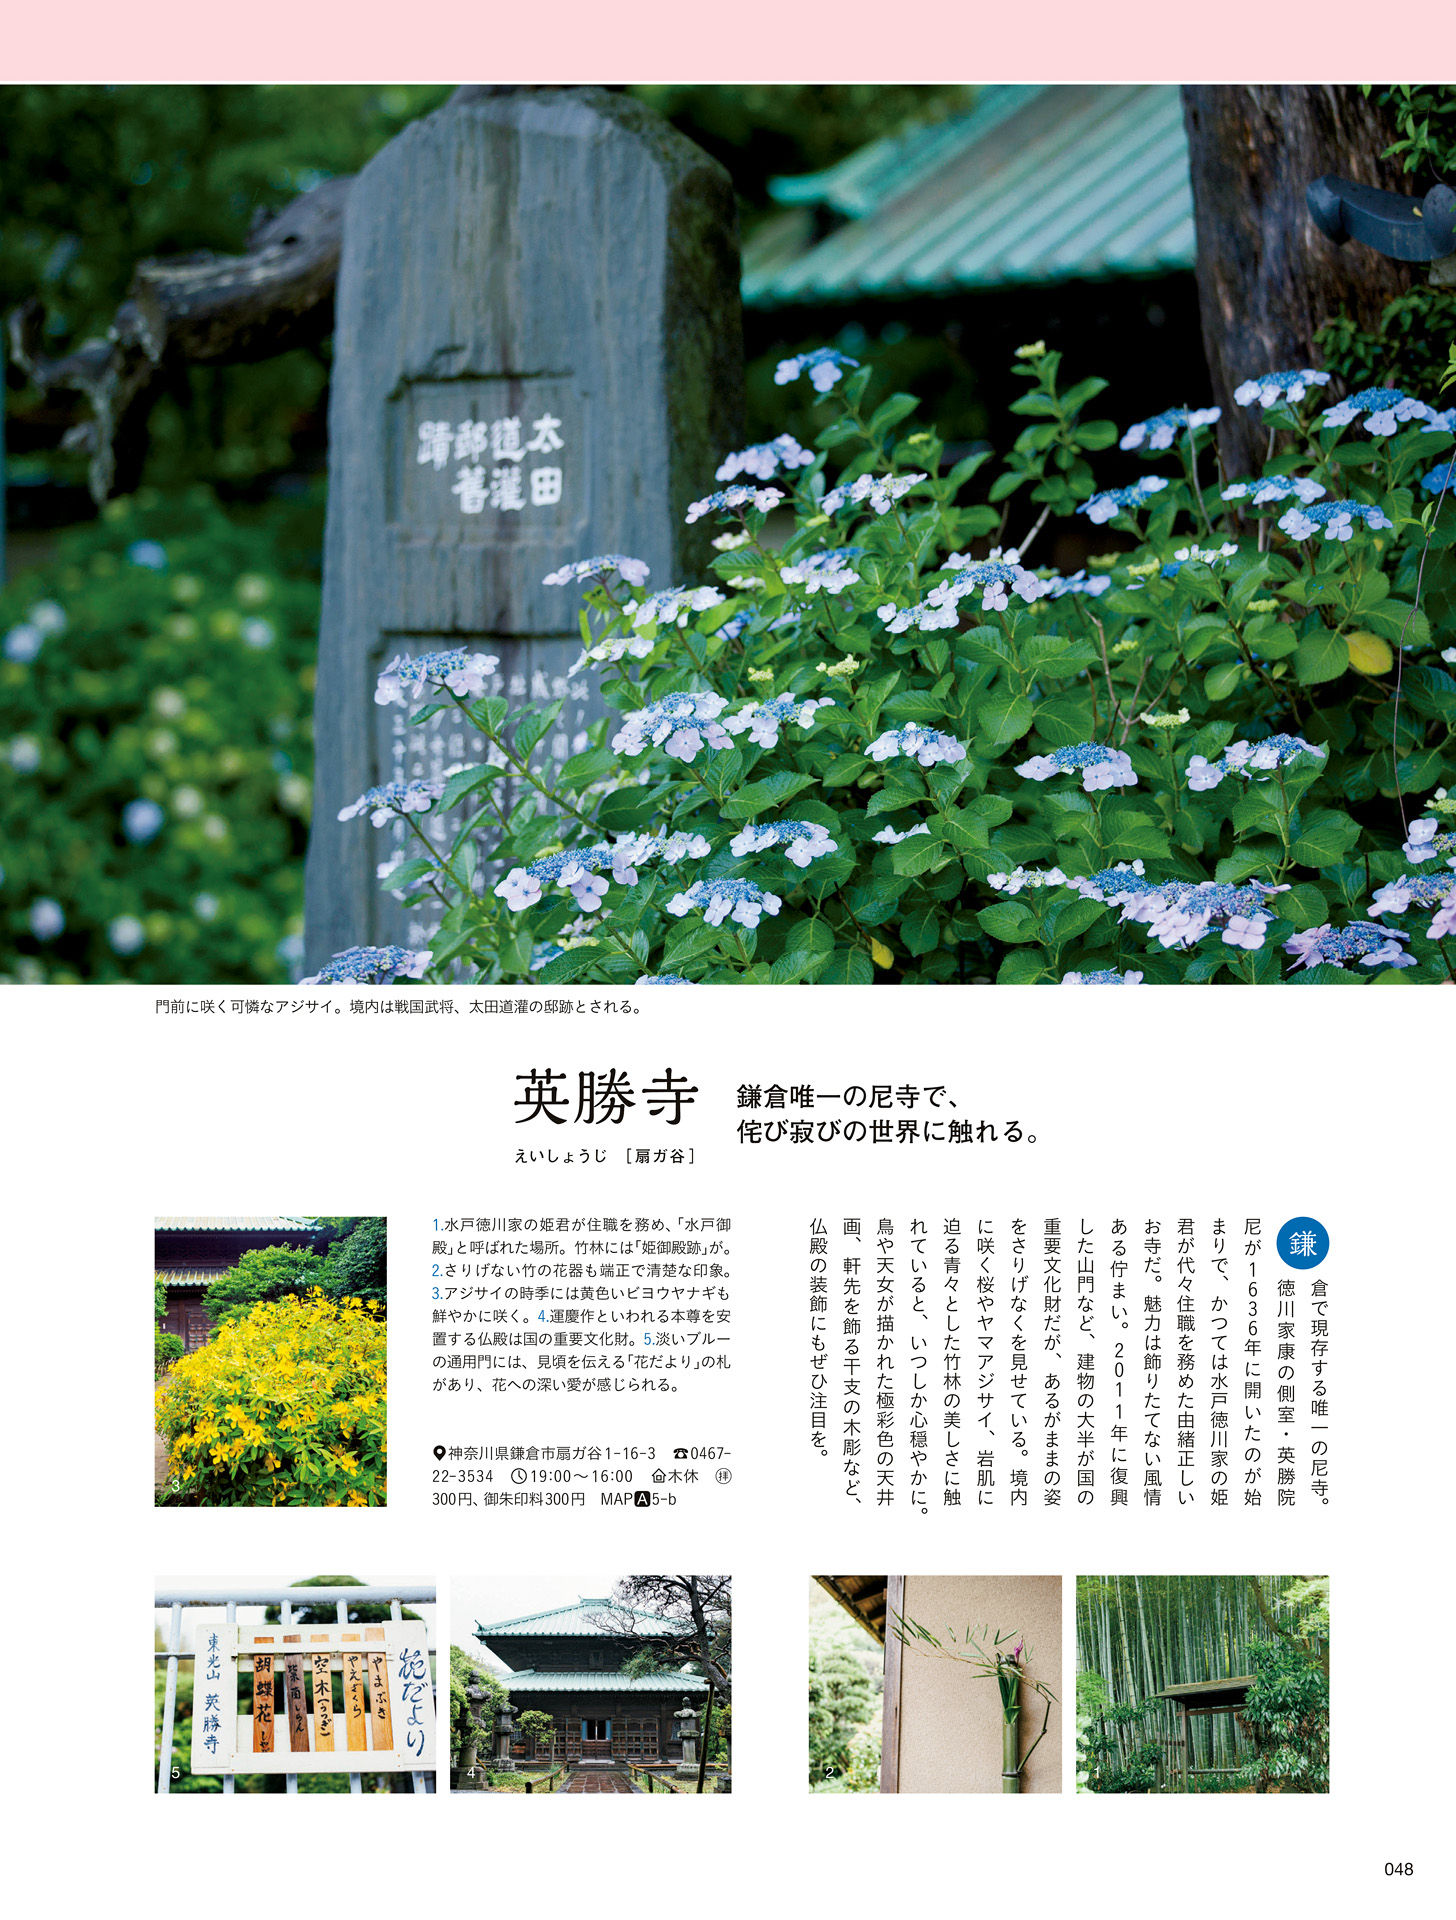 太田
道灌
邸舊
蹟
門前に咲く可憐なアジサイ。境内は戦国武将、太田道灌の邸跡とされる。
英勝寺
えいしょうじ ［扇ガ谷］
鎌倉唯一の尼寺で、
侘び寂びの世界に触れる。
鎌倉で現存する唯一の尼寺。
徳川家康の側室・英勝院
尼が1636年に開いたのが始
まりで、かつては水戸徳川家の姫
君が代々住職を務めた由緒正しい
お寺だ。魅力は飾りたてない風情
ある佇まい。2011年に復興
した山門など、建物の大半が国の
重要文化財だが、あるがままの姿
をさりげなくを見せている。境内
に咲く桜やヤマアジサイ、岩肌に
迫る青々とした竹林の美しさに触
れていると、いつしか心穏やかに。
鳥や天女が描かれた極彩色の天井
画、軒先を飾る干支の木彫など、
仏殿の装飾にもぜひ注目を。
1.水戸徳川家の姫君が住職を務め、「水戸御
殿」と呼ばれた場所。竹林には「姫御殿跡」が。
2.さりげない竹の花器も端正で清楚な印象。
3.アジサイの時季には黄色いビヨウヤナギも
鮮やかに咲く。4.運慶作といわれる本尊を安
置する仏殿は国の重要文化財。5.淡いブルー
の通用門には、見頃を伝える「花だより」の札
があり、花への深い愛が感じられる。
神奈川県鎌倉市扇ガ谷1-16-3 ☎0467-
22-3534 19:00～16:00 木休 ㊡
300円、御朱印料300円 MAP A 5-b
3
花だより
やまぶき
やえざくら
空木（うつぎ）
紫蘭しらん
胡蝶花
東光山 英勝寺
5
4
2
1
048